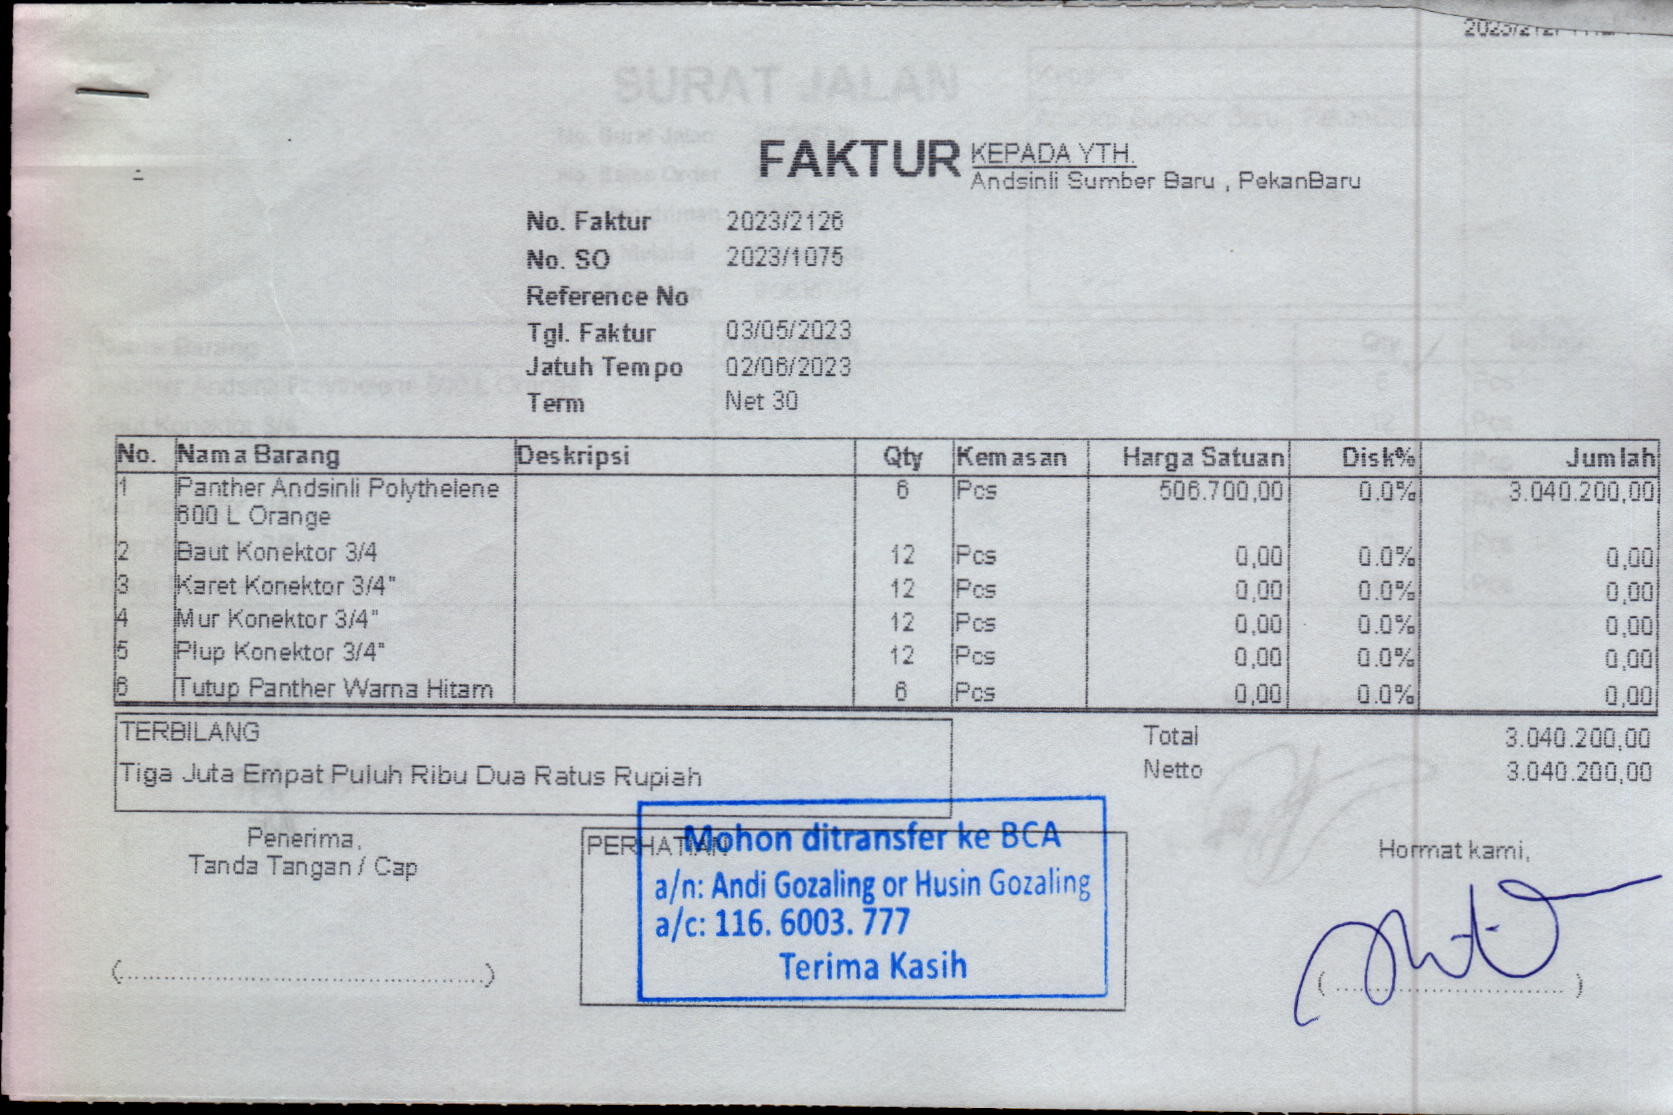 FAKTUR
KEPADA YTH.
Andsinli Sumber Baru , PekanBaru
No. Faktur 2023/2126
No. SO 2023/1075
Reference No
Tgl. Faktur 03/05/2023
Jatuh Tempo 02/06/2023
Term Net 30
No. Nama Barang Deskripsi Qty Kemasan Harga Satuan Disk% Jumlah
1 Panther Andsinli Polythelene 6 Pcs 506.700,00 0.0% 3.040.200,00
600 L Orange
2 Baut Konektor 3/4 12 Pcs 0,00 0.0% 0,00
3 Karet Konektor 3/4" 12 Pcs 0,00 0.0% 0,00
4 Mur Konektor 3/4" 12 Pcs 0,00 0.0% 0,00
5 Plup Konektor 3/4" 12 Pcs 0,00 0.0% 0,00
6 Tutup Panther Warna Hitam 6 Pcs 0,00 0.0% 0,00
TERBILANG
Tiga Juta Empat Puluh Ribu Dua Ratus Rupiah
Total 3.040.200,00
Netto 3.040.200,00
Penerima,
Tanda Tangan / Cap
PERHATIAN
Mohon ditransfer ke BCA
a/n: Andi Gozaling or Husin Gozaling
a/c: 116. 6003. 777
Terima Kasih
Hormat kami,
SURAT JALAN
No. Surat Jalan
No. Sales Order